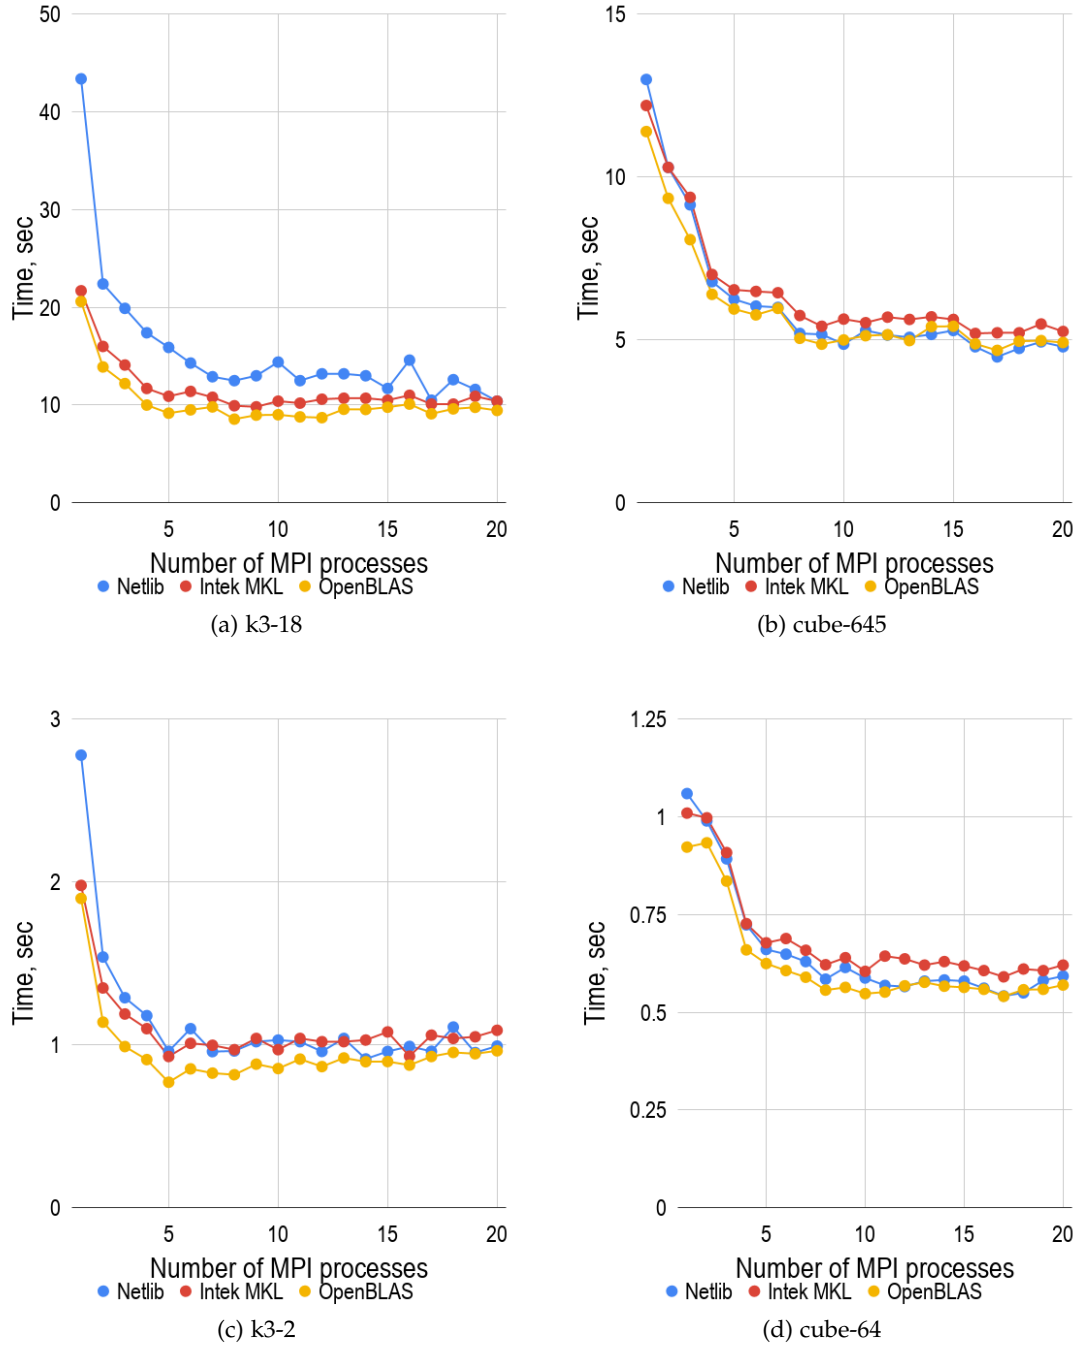 50
40
30
20
10
0
Time, sec
5 10 15 20
Number of MPI processes
Netlib Intek MKL OpenBLAS
(a) k3-18
15
10
5
0
Time, sec
5 10 15 20
Number of MPI processes
Netlib Intek MKL OpenBLAS
(b) cube-645
3
2
1
0
Time, sec
5 10 15 20
Number of MPI processes
Netlib Intek MKL OpenBLAS
(c) k3-2
1.25
1
0.75
0.5
0.25
0
Time, sec
5 10 15 20
Number of MPI processes
Netlib Intek MKL OpenBLAS
(d) cube-64